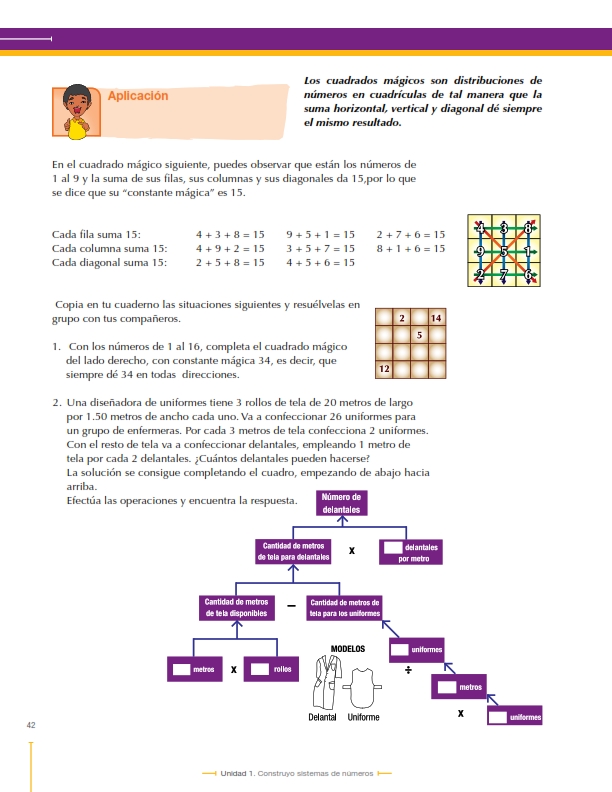 Aplicación
Los cuadrados mágicos son distribuciones de
números en cuadrículas de tal manera que la
suma horizontal, vertical y diagonal dé siempre
el mismo resultado.
En el cuadrado mágico siguiente, puedes observar que están los números de
1 al 9 y la suma de sus filas, sus columnas y sus diagonales da 15,por lo que
se dice que su “constante mágica” es 15.
Cada fila suma 15: 4 + 3 + 8 = 15 9 + 5 + 1 = 15 2 + 7 + 6 = 15
Cada columna suma 15: 4 + 9 + 2 = 15 3 + 5 + 7 = 15 8 + 1 + 6 = 15
Cada diagonal suma 15: 2 + 5 + 8 = 15 4 + 5 + 6 = 15
4 3 8
9 5 1
2 7 6
Copia en tu cuaderno las situaciones siguientes y resuélvelas en
grupo con tus compañeros.
1. Con los números de 1 al 16, completa el cuadrado mágico
del lado derecho, con constante mágica 34, es decir, que
siempre dé 34 en todas direcciones.
2 14
5
12
2. Una diseñadora de uniformes tiene 3 rollos de tela de 20 metros de largo
por 1.50 metros de ancho cada uno. Va a confeccionar 26 uniformes para
un grupo de enfermeras. Por cada 3 metros de tela confecciona 2 uniformes.
Con el resto de tela va a confeccionar delantales, empleando 1 metro de
tela por cada 2 delantales. ¿Cuántos delantales pueden hacerse?
La solución se consigue completando el cuadro, empezando de abajo hacia
arriba.
Efectúa las operaciones y encuentra la respuesta.
Número de
delantales
Cantidad de metros
de tela para delantales
x
delantales
por metro
Cantidad de metros
de tela disponibles
–
Cantidad de metros de
tela para los uniformes
metros
x
rollos
MODELOS
Delantal Uniforme
uniformes
÷
metros
x
uniformes
42
Unidad 1. Construyo sistemas de números